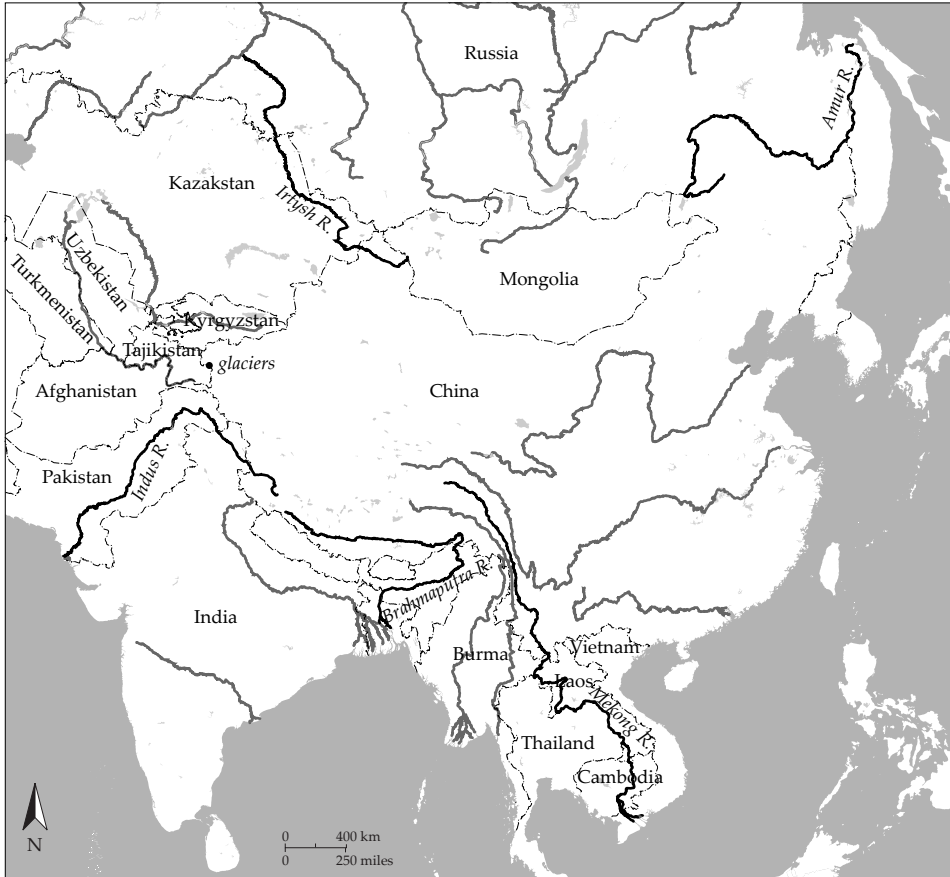 Russia
Amur R.
Kazakstan
Irtysh R.
Uzbekistan
Turkmenistan
Mongolia
Kyrgyzstan
Tajikistan
glaciers
Afghanistan
China
Pakistan
Indus R.
Brahmaputra R.
India
Burma
Vietnam
Laos
Mekong R.
Thailand
Cambodia
N
0 400 km
0 250 miles